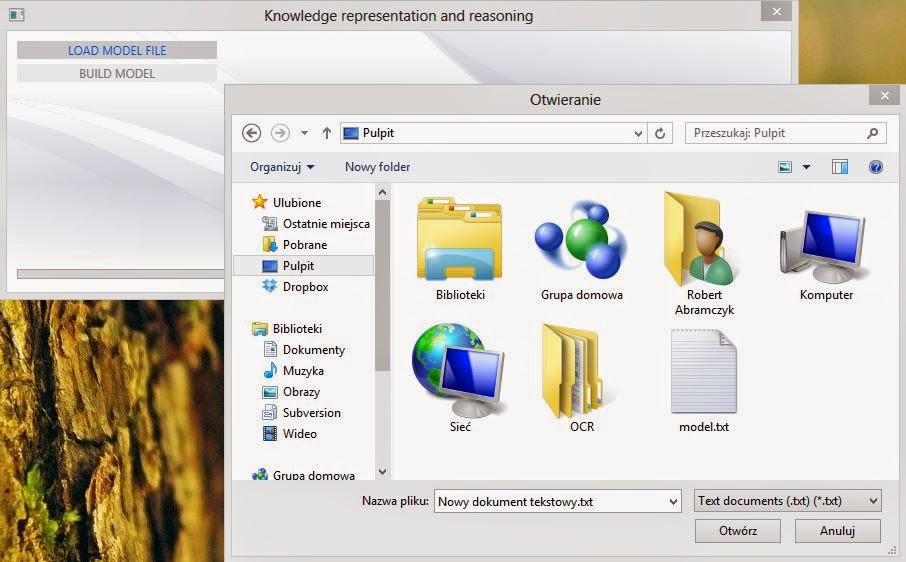 Knowledge representation and reasoning
LOAD MODEL FILE
BUILD MODEL
Otwieranie
Pulpit
Przeszukaj: Pulpit
Organizuj
Nowy folder
Ulubione
Ostatnie miejsca
Pobrane
Pulpit
Dropbox
Biblioteki
Dokumenty
Muzyka
Obrazy
Subversion
Wideo
Grupa domowa
Biblioteki
Grupa domowa
Robert
Abramczyk
Komputer
Sieć
OCR
model.txt
Nazwa pliku:
Nowy dokument tekstowy.txt
Text documents (.txt) (*.txt)
Otwórz
Anuluj